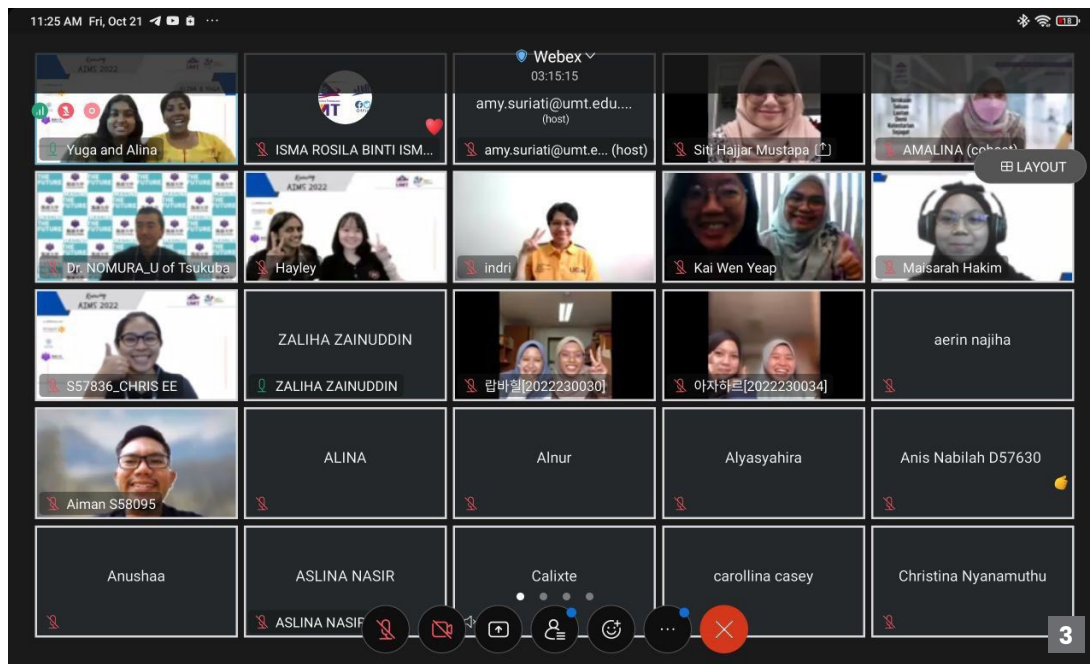 11:25 AM Fri, Oct 21 ...
18
Webex
03:15:15
AIMS 2022
Yuga and Alina
ISMA ROSILA BINTI ISM...
amy.suriati@umt.edu....
(host)
amy.suriati@umt.e... (host)
Siti Hajjar Mustapa
AMALINA (cohost)
LAYOUT
THE FUTURE
Dr. NOMURA_U of Tsukuba
AIMS 2022
Hayley
indri
Kai Wen Yeap
Maisarah Hakim
AIMS 2022
S57836_CHRIS EE
ZALIHA ZAINUDDIN
ZALIHA ZAINUDDIN
랍바힐[2022230030]
아자하르[2022230034]
aerin najiha
Aiman S58095
ALINA
Alnur
Alyasyahira
Anis Nabilah D57630
Anushaa
ASLINA NASIR
ASLINA NASIR
Calixte
carollina casey
Christina Nyanamuthu
3